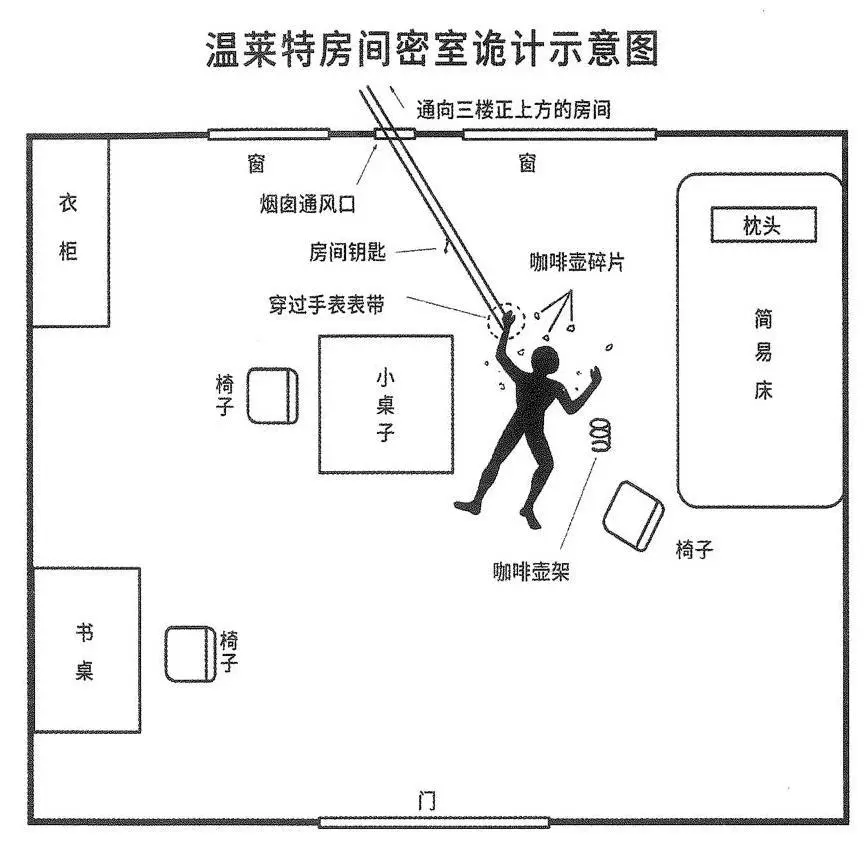 温莱特房间密室诡计示意图
通向三楼正上方的房间
窗
窗
烟囱通风口
衣柜
枕头
房间钥匙
咖啡壶碎片
穿过手表表带
简易床
椅子
小桌子
椅子
咖啡壶架
书桌
椅子
门